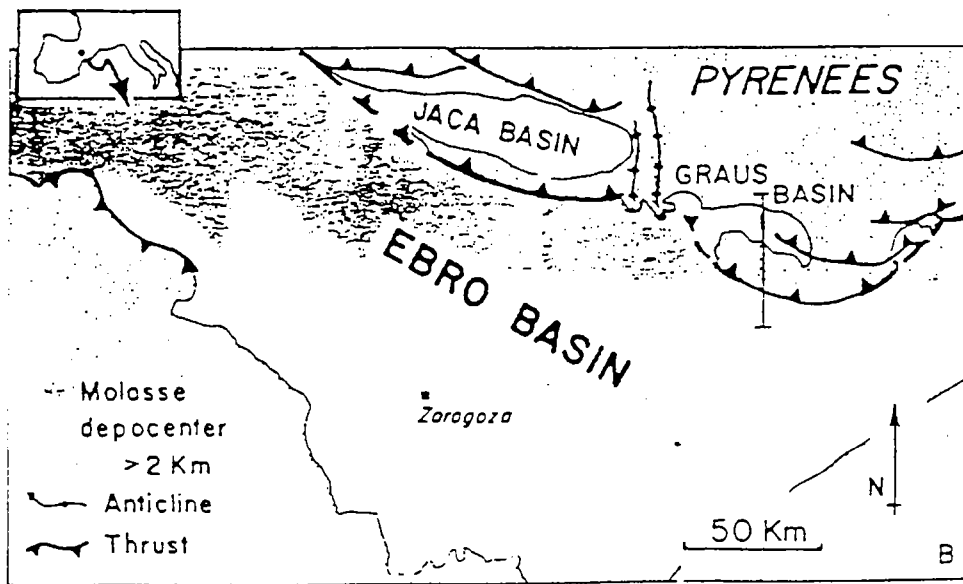 PYRENEES
JACA BASIN
GRAUS
BASIN
EBRO BASIN
Zaragoza
Molasse
depocenter
>2 Km
Anticline
Thrust
N
50 Km
B